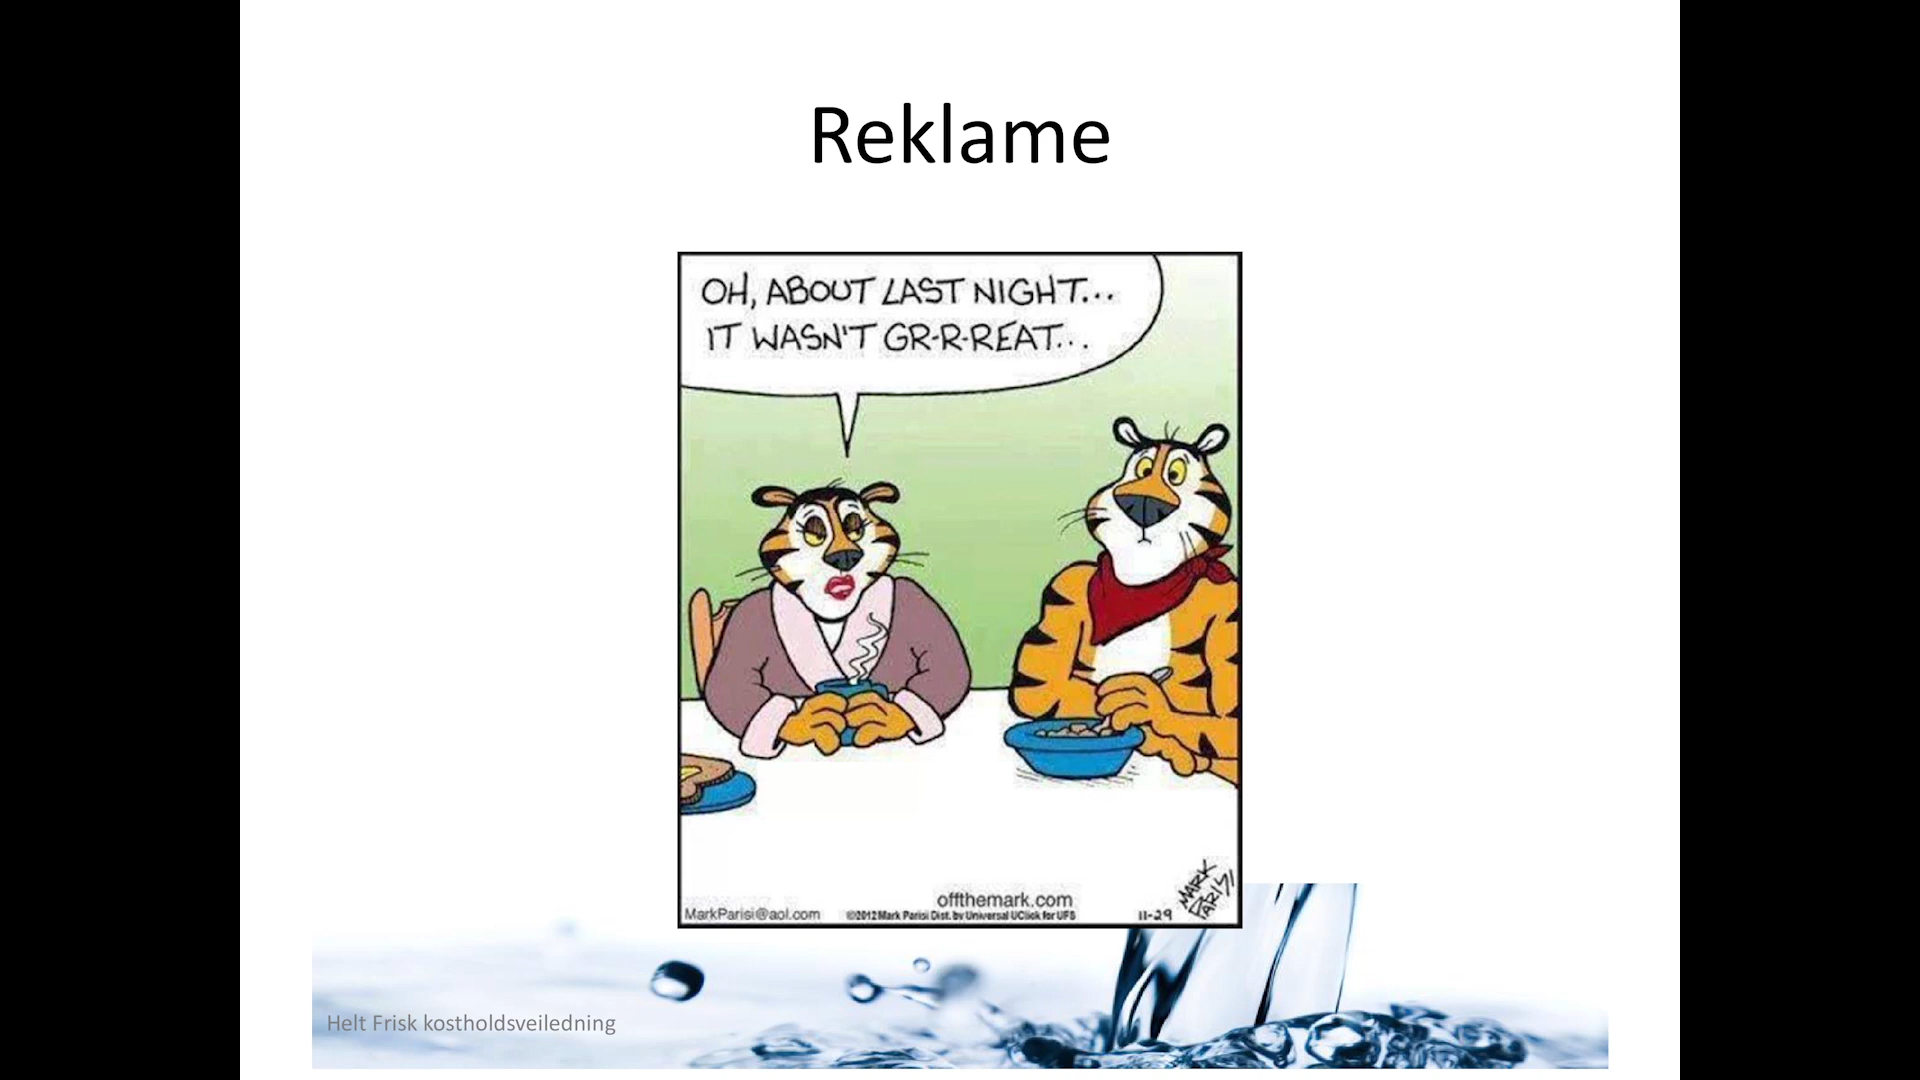 Reklame
OH, ABOUT LAST NIGHT...
IT WASN'T GR-R-REAT...
offthemark.com
MarkParisi@aol.com ©2012 Mark Parisi Dist. by Universal UClick for UFS 11-29
MARK
PARISI
Helt Frisk kostholdsveiledning